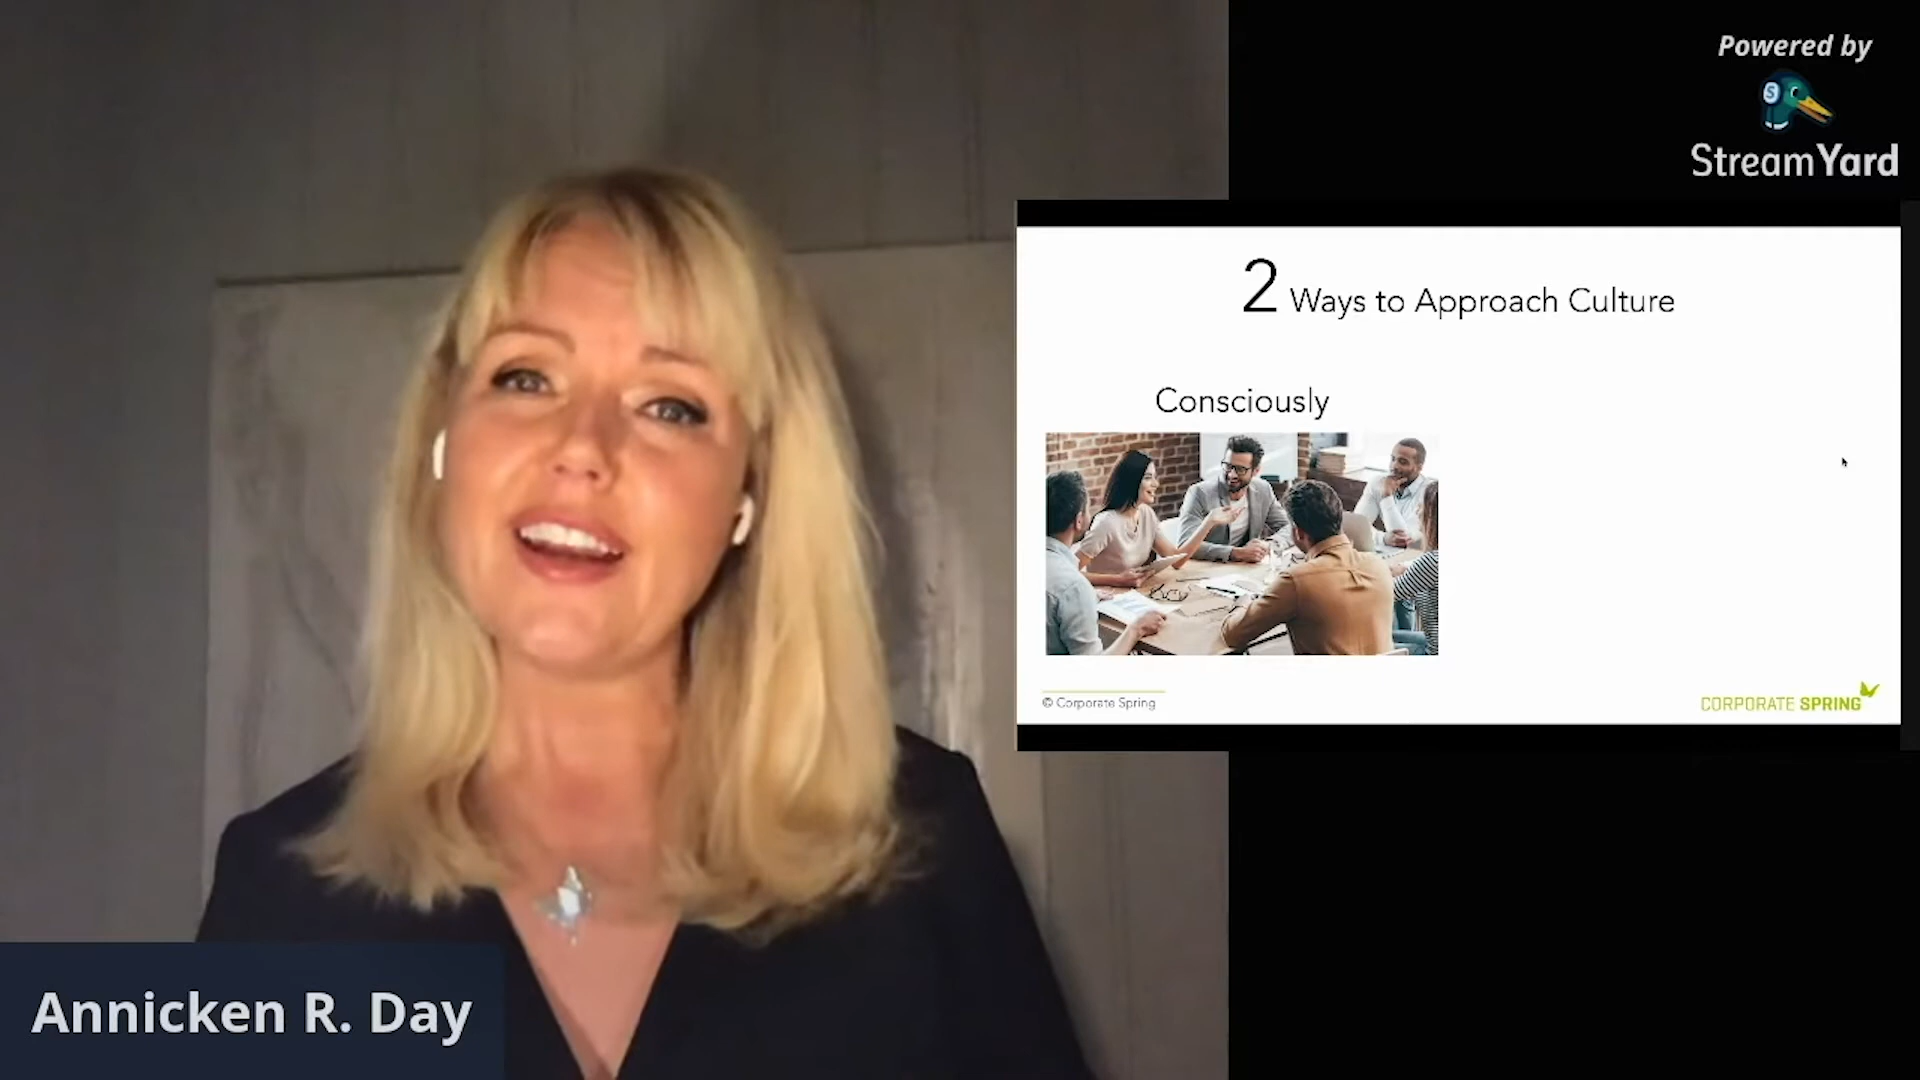 Powered by
S
StreamYard
2 Ways to Approach Culture
Consciously
© Corporate Spring
CORPORATE SPRING
Annicken R. Day